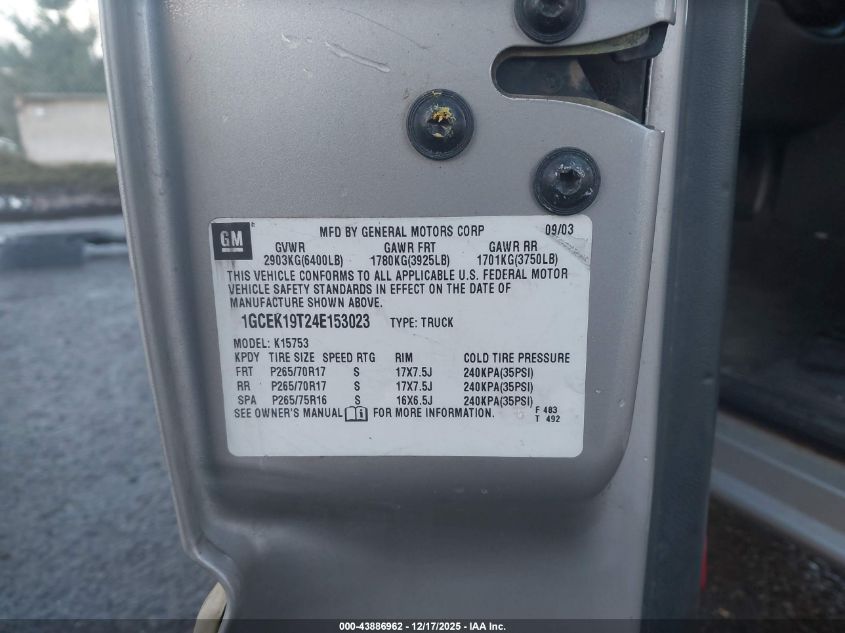 GM
MFD BY GENERAL MOTORS CORP 09/03
GVWR GAWR FRT GAWR RR
2903KG(6400LB) 1780KG(3925LB) 1701KG(3750LB)
THIS VEHICLE CONFORMS TO ALL APPLICABLE U.S. FEDERAL MOTOR
VEHICLE SAFETY STANDARDS IN EFFECT ON THE DATE OF
MANUFACTURE SHOWN ABOVE.
1GCEK19T24E153023 TYPE: TRUCK
MODEL: K15753
KPDY TIRE SIZE SPEED RTG RIM COLD TIRE PRESSURE
FRT P265/70R17 S 17X7.5J 240KPA(35PSI)
RR P265/70R17 S 17X7.5J 240KPA(35PSI)
SPA P265/75R16 S 16X6.5J 240KPA(35PSI)
SEE OWNER'S MANUAL FOR MORE INFORMATION. F 483
T 492
000-43886962 - 12/17/2025 - IAA Inc.